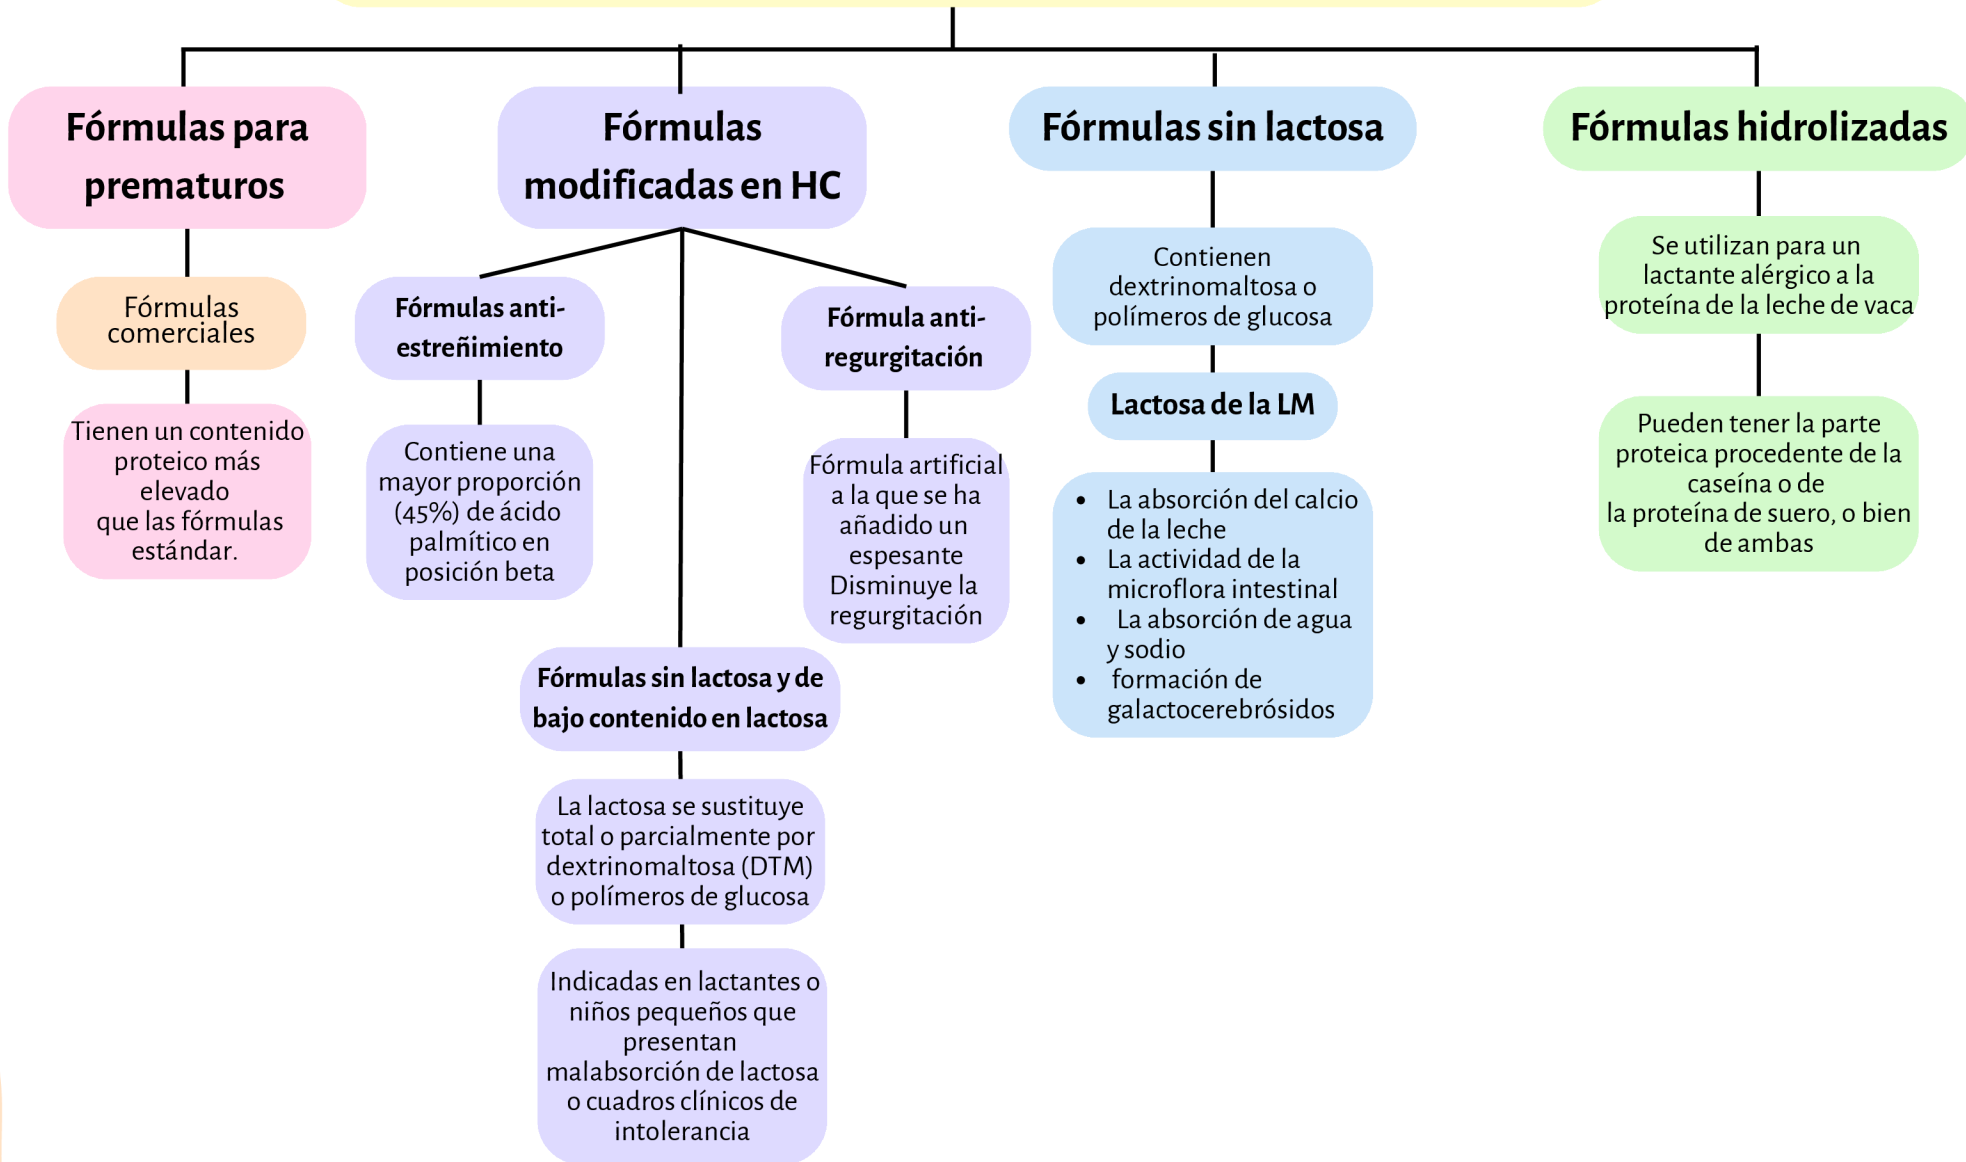 Fórmulas para
prematuros
Fórmulas
comerciales
Tienen un contenido
proteico más
elevado
que las fórmulas
estándar.
Fórmulas
modificadas en HC
Fórmulas anti-
estreñimiento
Contiene una
mayor proporción
(45%) de ácido
palmítico en
posición beta
Fórmulas sin lactosa y de
bajo contenido en lactosa
La lactosa se sustituye
total o parcialmente por
dextrinomaltosa (DTM)
o polímeros de glucosa
Indicadas en lactantes o
niños pequeños que
presentan
malabsorción de lactosa
o cuadros clínicos de
intolerancia
Fórmula anti-
regurgitación
Fórmula artificial
a la que se ha
añadido un
espesante
Disminuye la
regurgitación
Fórmulas sin lactosa
Contienen
dextrinomaltosa o
polímeros de glucosa
Lactosa de la LM
• La absorción del calcio
de la leche
• La actividad de la
microflora intestinal
• La absorción de agua
y sodio
• formación de
galactocerebrósidos
Fórmulas hidrolizadas
Se utilizan para un
lactante alérgico a la
proteína de la leche de vaca
Pueden tener la parte
proteica procedente de la
caseína o de
la proteína de suero, o bien
de ambas